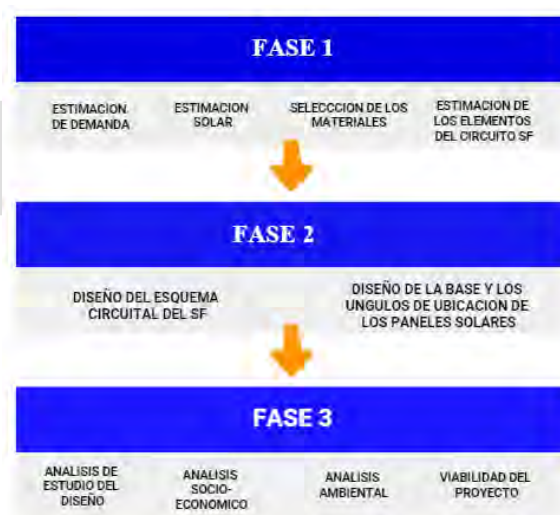 FASE 1
ESTIMACION
DE DEMANDA
ESTIMACION
SOLAR
SELECCCION DE LOS
MATERIALES
ESTIMACION DE
LOS ELEMENTOS
DEL CIRCUITO SF
FASE 2
DISEÑO DEL ESQUEMA
CIRCUITAL DEL SF
DISEÑO DE LA BASE Y LOS
UNGULOS DE UBICACION DE
LOS PANELES SOLARES
FASE 3
ANALISIS DE
ESTUDIO DEL
DISEÑO
ANALISIS
SOCIO-
ECONOMICO
ANALISIS
AMBIENTAL
VIABILIDAD DEL
PROYECTO